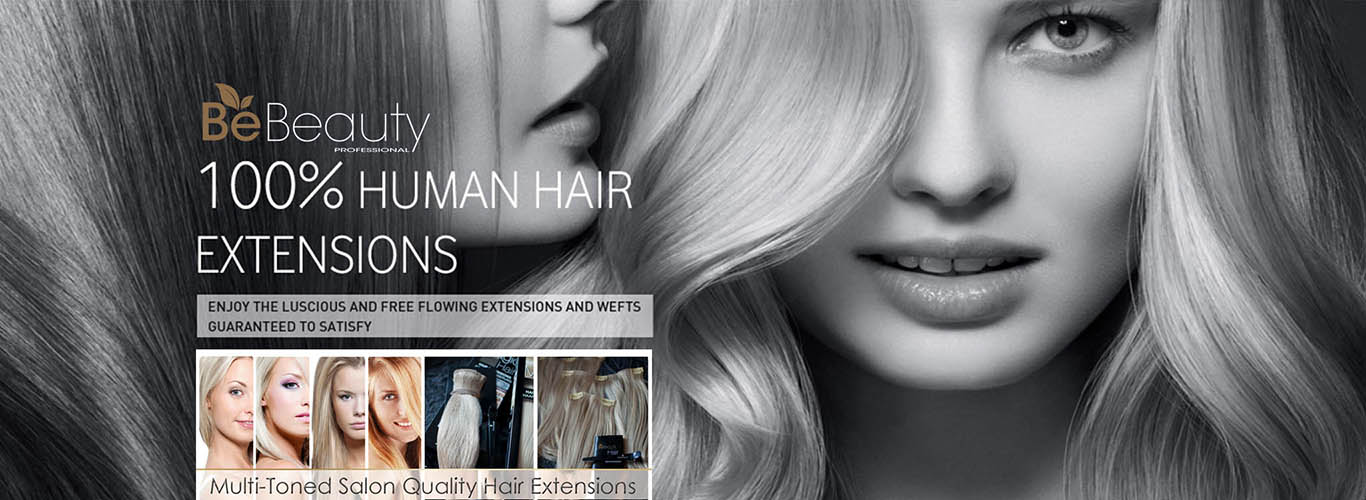 BeBeauty
PROFESSIONAL
100% HUMAN HAIR
EXTENSIONS
ENJOY THE LUSCIOUS AND FREE FLOWING EXTENSIONS AND WEFTS
GUARANTEED TO SATISFY
Multi-Toned Salon Quality Hair Extensions